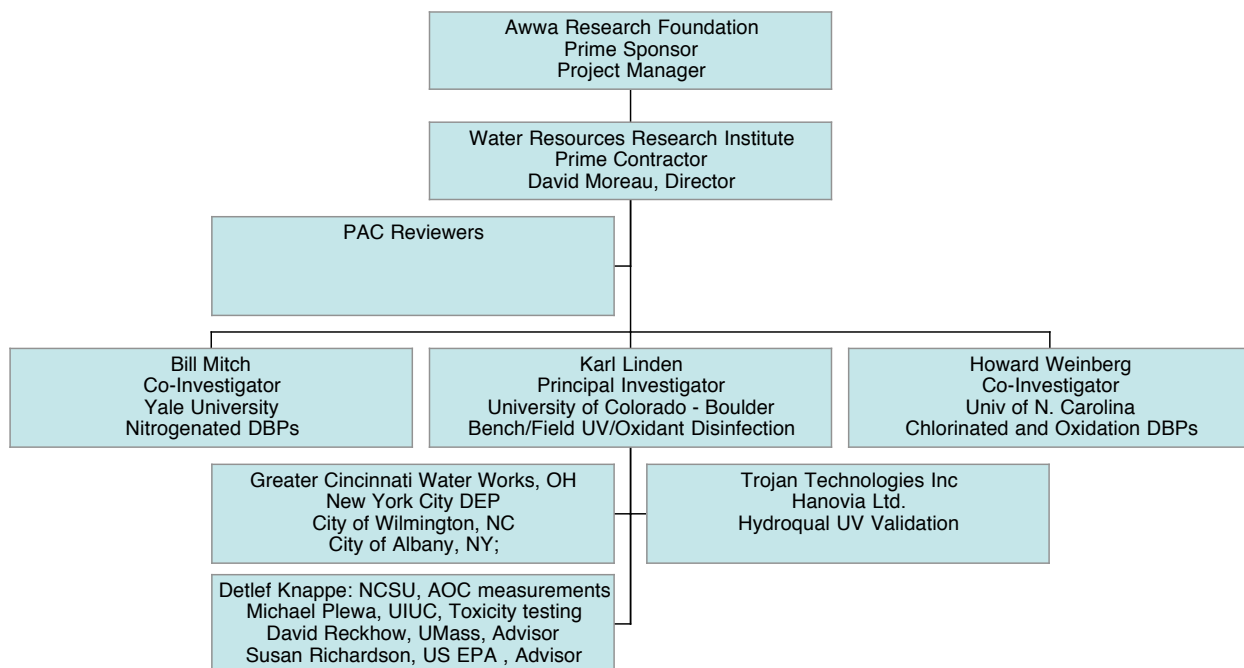 Awwa Research Foundation
Prime Sponsor
Project Manager
Water Resources Research Institute
Prime Contractor
David Moreau, Director
PAC Reviewers
Bill Mitch
Co-Investigator
Yale University
Nitrogenated DBPs
Karl Linden
Principal Investigator
University of Colorado - Boulder
Bench/Field UV/Oxidant Disinfection
Howard Weinberg
Co-Investigator
Univ of N. Carolina
Chlorinated and Oxidation DBPs
Greater Cincinnati Water Works, OH
New York City DEP
City of Wilmington, NC
City of Albany, NY;
Trojan Technologies Inc
Hanovia Ltd.
Hydroqual UV Validation
Detlef Knappe: NCSU, AOC measurements
Michael Plewa, UIUC, Toxicity testing
David Reckhow, UMass, Advisor
Susan Richardson, US EPA , Advisor